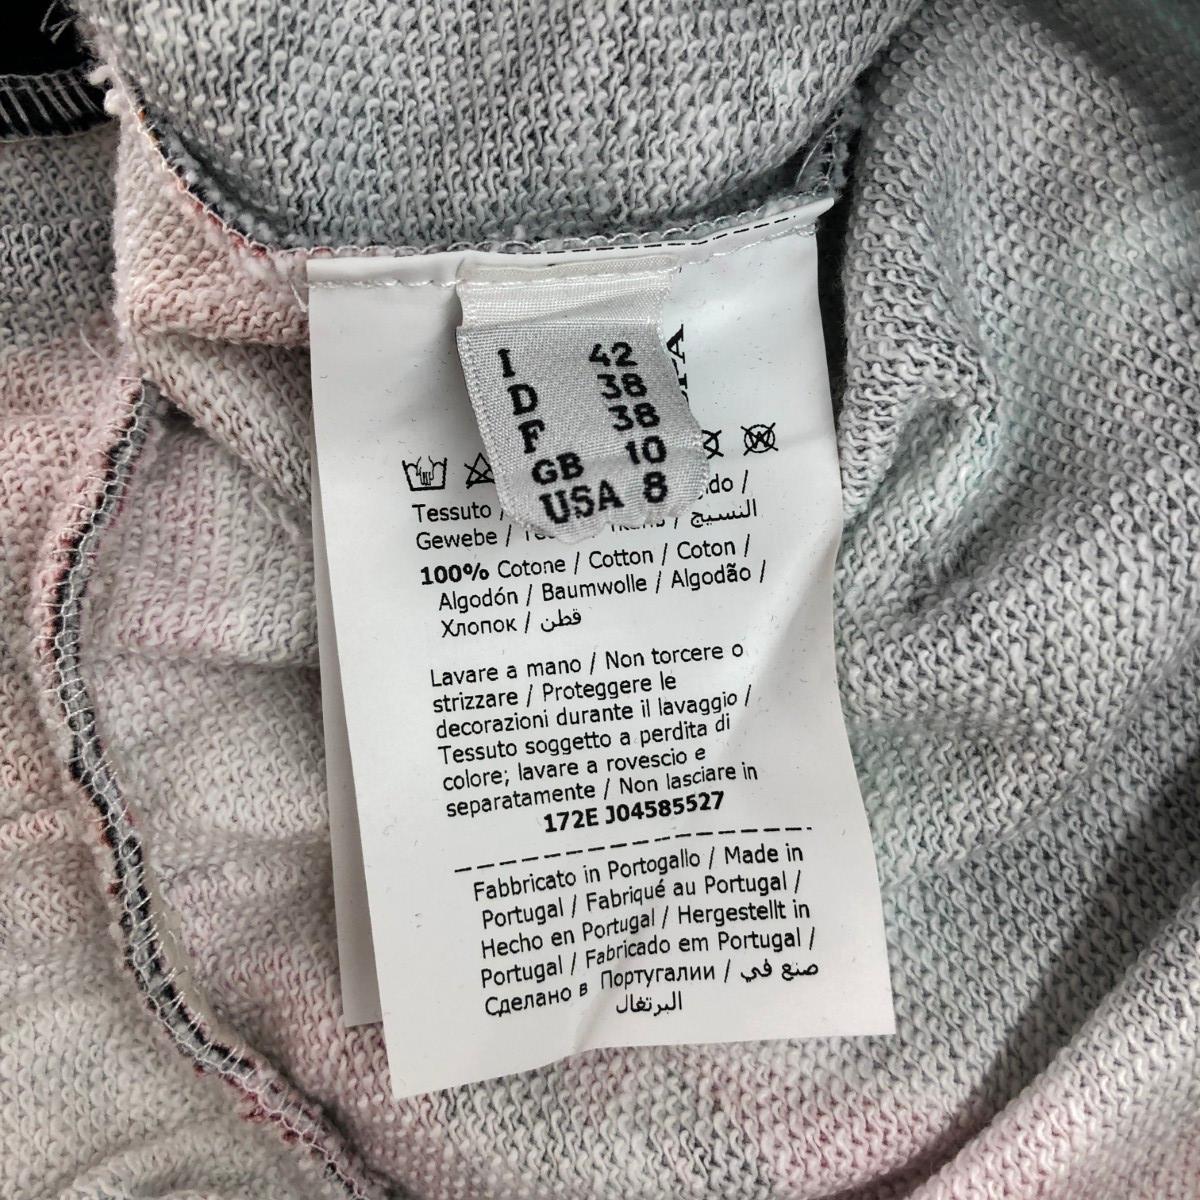 I 42
D 38
F 38
GB 10
USA 8
Tessuto /
Gewebe / / النسيج
100% Cotone / Cotton / Coton /
Algodón / Baumwolle / Algodão /
Хлопок / قطن
Lavare a mano / Non torcere o
strizzare / Proteggere le
decorazioni durante il lavaggio /
Tessuto soggetto a perdita di
colore; lavare a rovescio e
separatamente / Non lasciare in
172E J04585527
Fabbricato in Portogallo / Made in
Portugal / Fabriqué au Portugal /
Hecho en Portugal / Hergestellt in
Portugal / Fabricado em Portugal /
Сделано в Португалии / صنع في
البرتغال